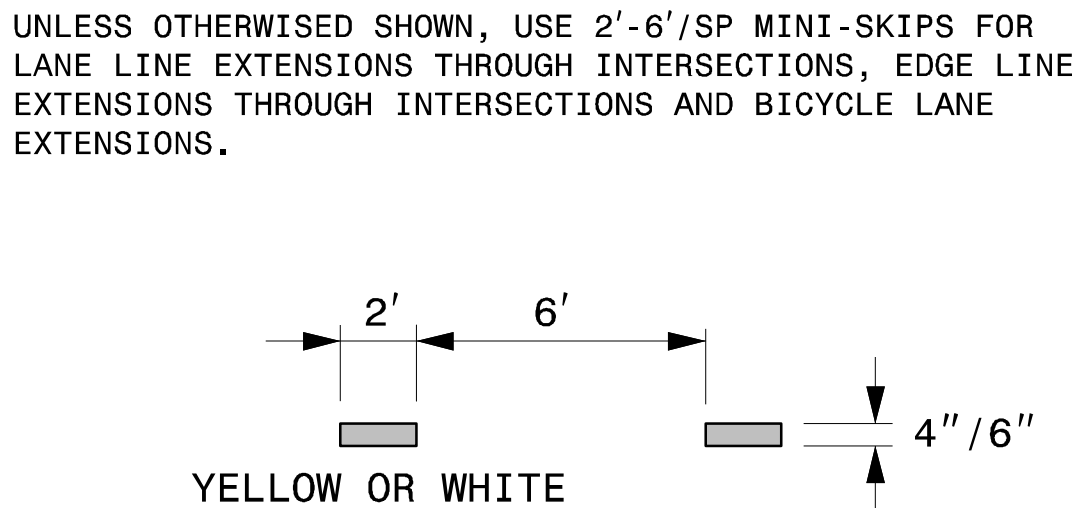 UNLESS OTHERWISED SHOWN, USE 2'-6'/SP MINI-SKIPS FOR
LANE LINE EXTENSIONS THROUGH INTERSECTIONS, EDGE LINE
EXTENSIONS THROUGH INTERSECTIONS AND BICYCLE LANE
EXTENSIONS.
2' 6'
4"/6"
YELLOW OR WHITE